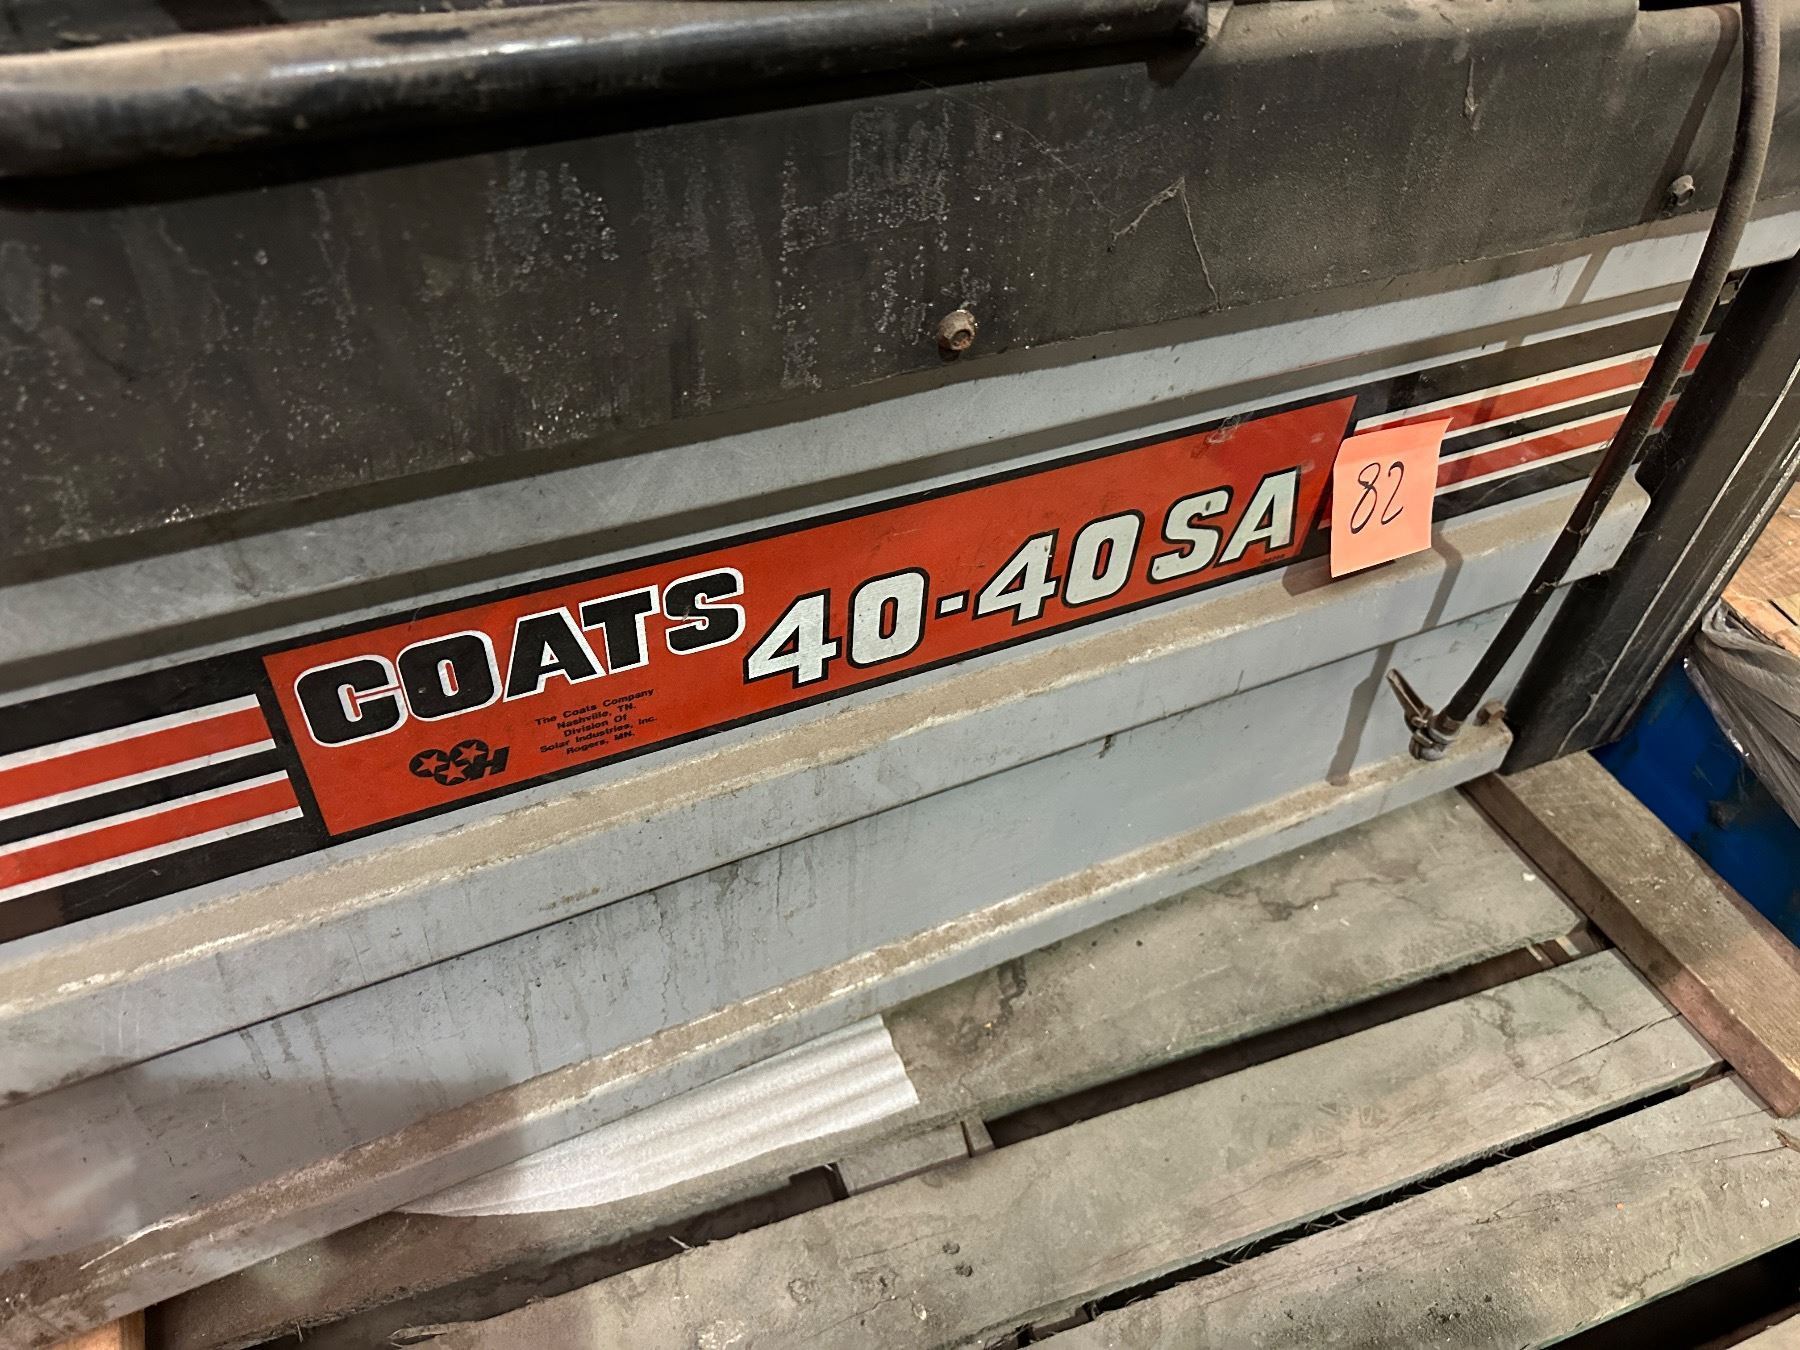 COATS 40-40SA
82
The Coats Company
Nashville, TN.
Division Of
Solar Industries, Inc.
Rogers, MN.